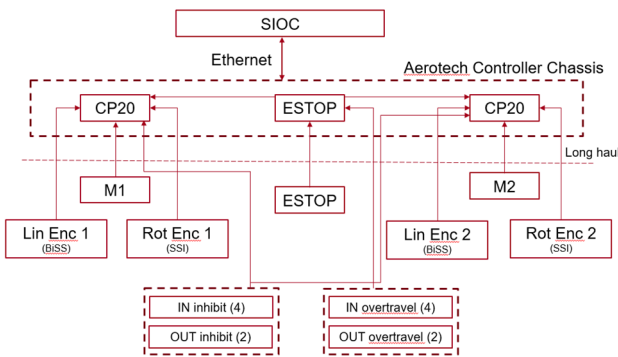 SIOC
Ethernet
Aerotech Controller Chassis
CP20
ESTOP
CP20
Long haul
M1
ESTOP
M2
Lin Enc 1
(BiSS)
Rot Enc 1
(SSI)
Lin Enc 2
(BiSS)
Rot Enc 2
(SSI)
IN inhibit (4)
OUT inhibit (2)
IN overtravel (4)
OUT overtravel (2)